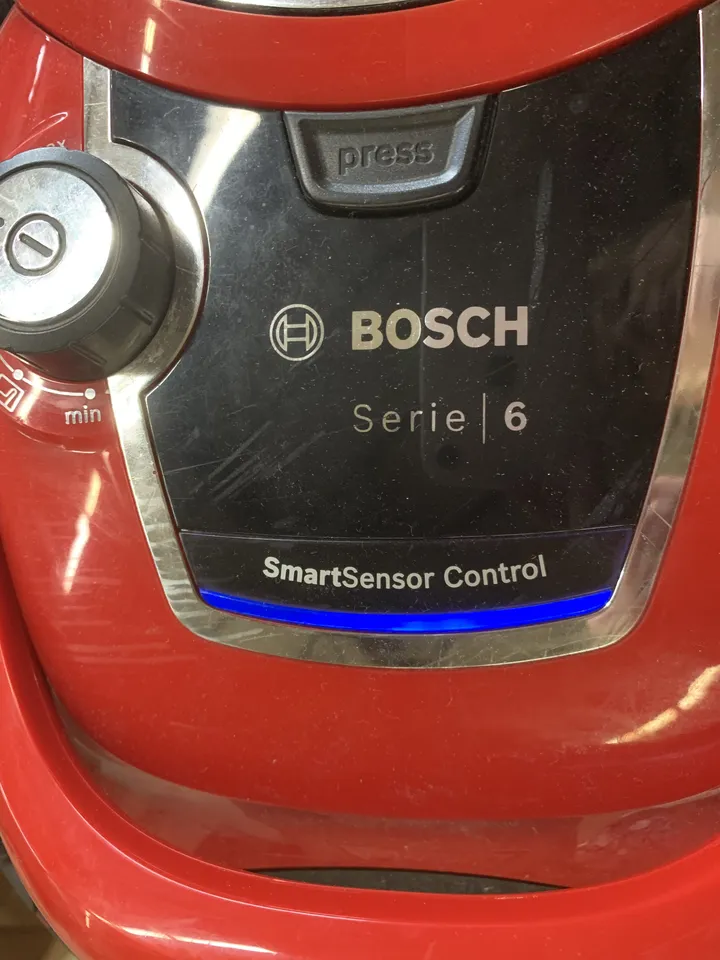 press
BOSCH
Serie | 6
min
SmartSensor Control